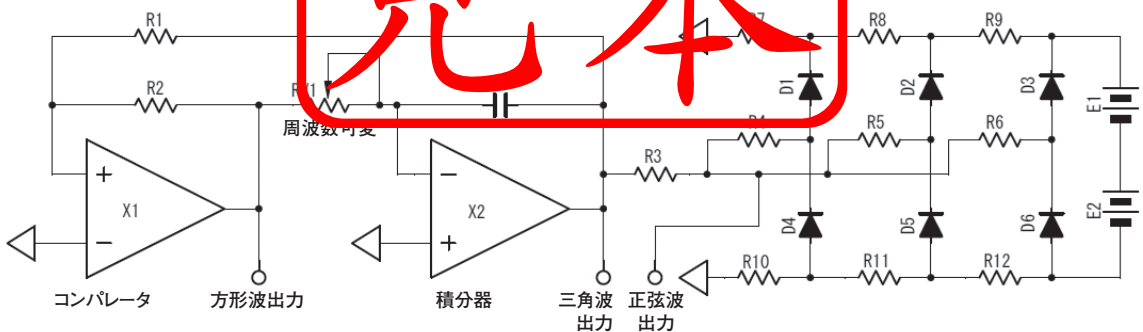 見本
R1
R8
R9
R2
D1
D2
D3
E1
周波数可変
R5
R6
R3
+
X1
−
−
X2
+
D4
D5
D6
E2
R10
R11
R12
コンパレータ
方形波出力
積分器
三角波
出力
正弦波
出力